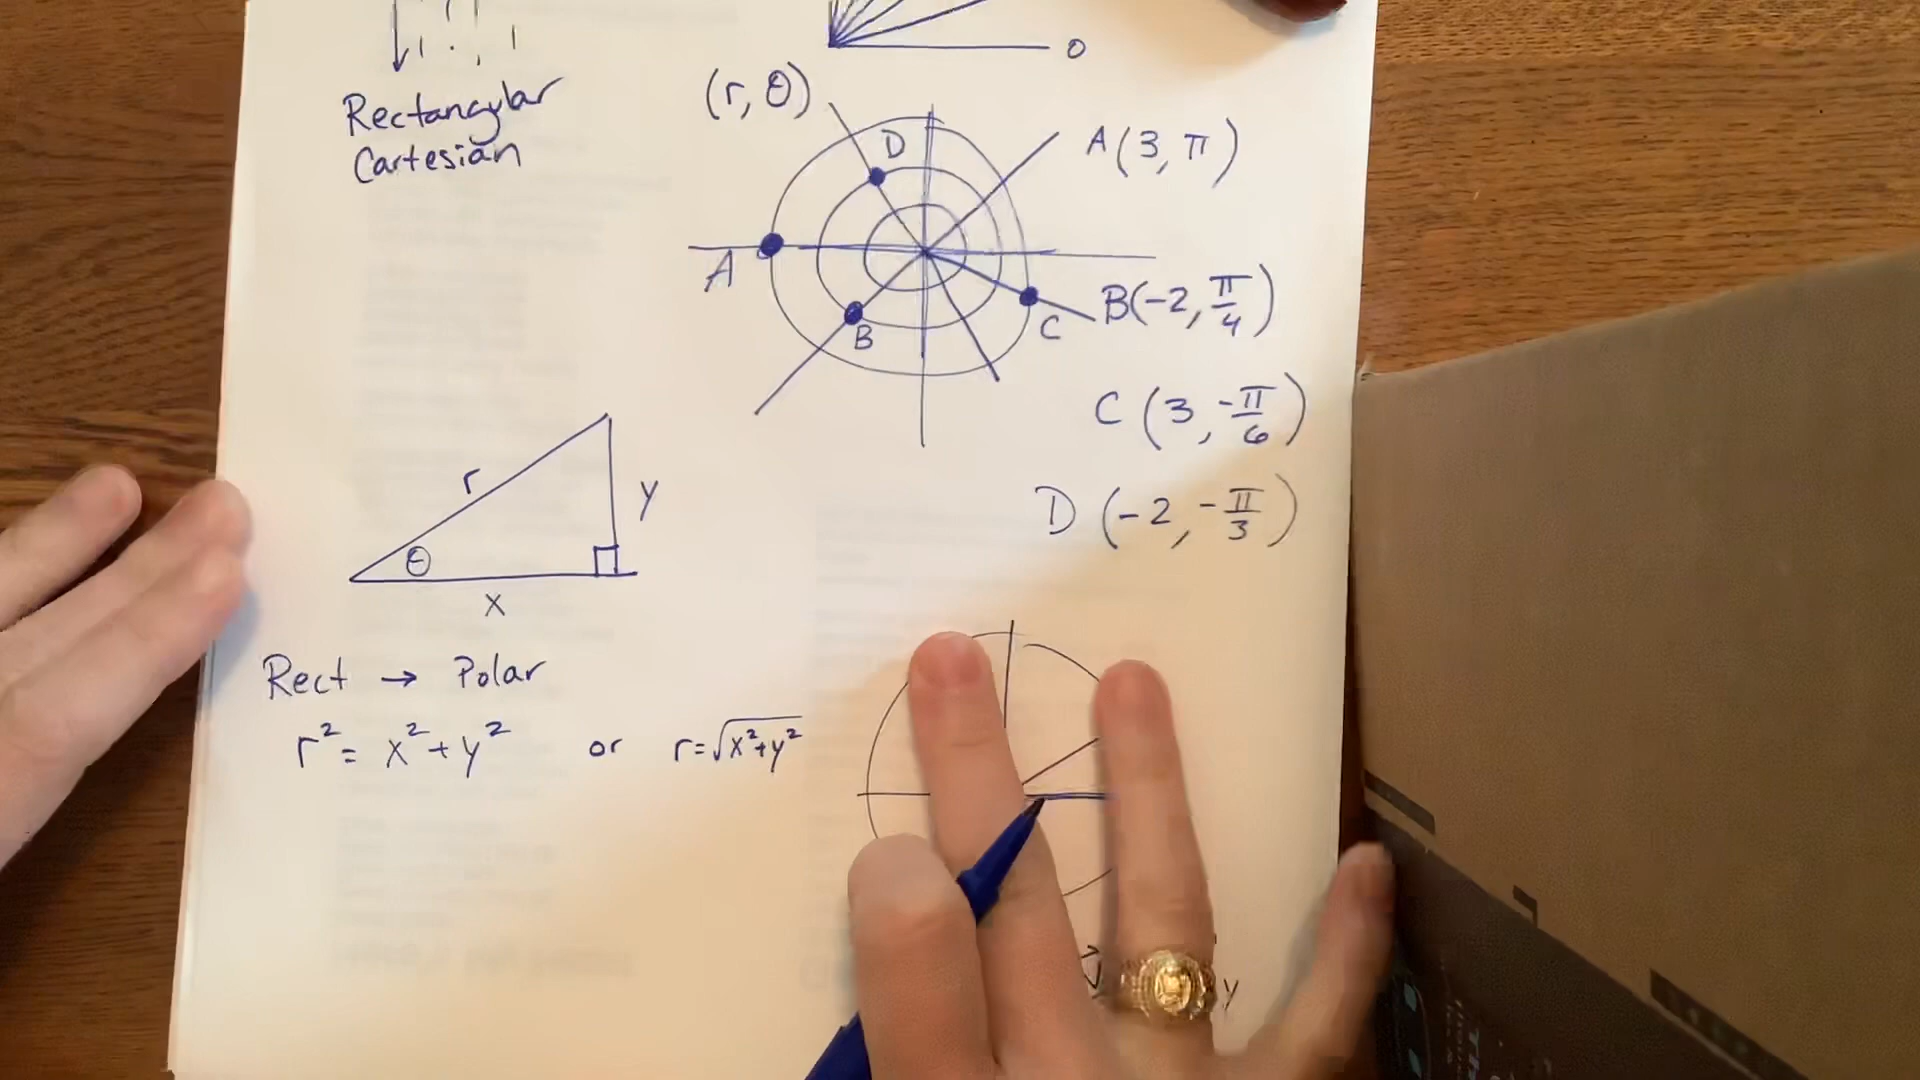 Rectangular
Cartesian
0
(r, θ)
D
A
B
C
A(3, π)
B(-2, π/4)
C (3, -π/6)
D (-2, -π/3)
r
θ
y
x
Rect → Polar
r² = x² + y² or r = √x²+y²
y